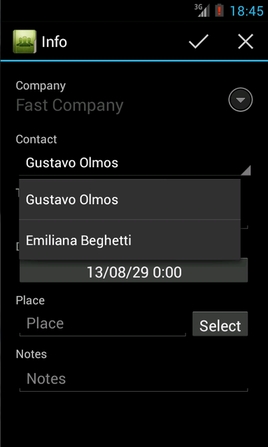 3G 18:45
Info
Company
Fast Company
Contact
Gustavo Olmos
Gustavo Olmos
Emiliana Beghetti
T
D
13/08/29 0:00
Place
Place Select
Notes
Notes